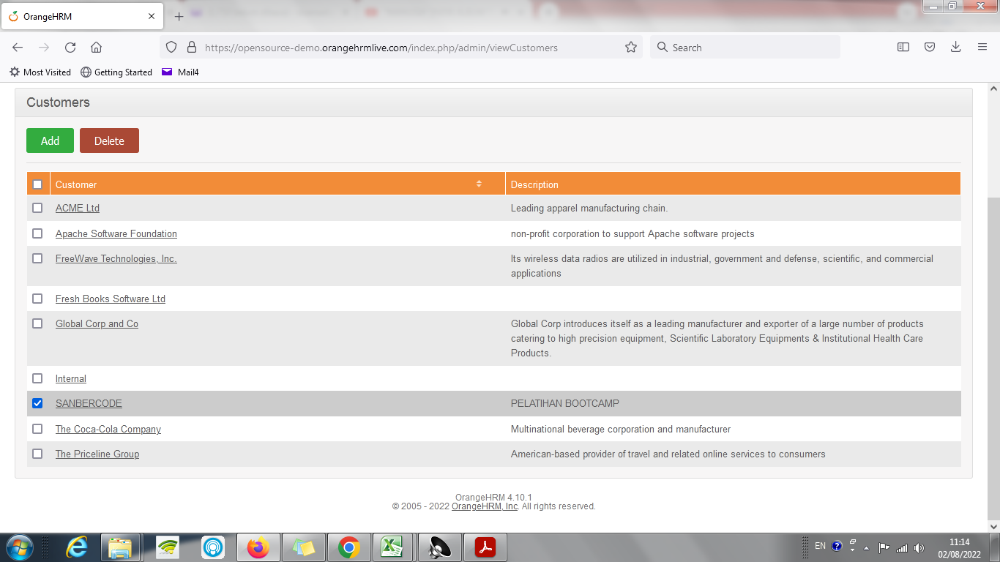 OrangeHRM
https://opensource-demo.orangehrmlive.com/index.php/admin/viewCustomers
Search
Most Visited
Getting Started
Mail4
Customers
Add
Delete
Customer
Description
ACME Ltd
Leading apparel manufacturing chain.
Apache Software Foundation
non-profit corporation to support Apache software projects
FreeWave Technologies, Inc.
Its wireless data radios are utilized in industrial, government and defense, scientific, and commercial
applications
Fresh Books Software Ltd
Global Corp and Co
Global Corp introduces itself as a leading manufacturer and exporter of a large number of products
catering to high precision equipment, Scientific Laboratory Equipments & Institutional Health Care
Products.
Internal
SANBERCODE
PELATIHAN BOOTCAMP
The Coca-Cola Company
Multinational beverage corporation and manufacturer
The Priceline Group
American-based provider of travel and related online services to consumers
OrangeHRM 4.10.1
© 2005 - 2022 OrangeHRM, Inc. All rights reserved.
EN
11:14
02/08/2022